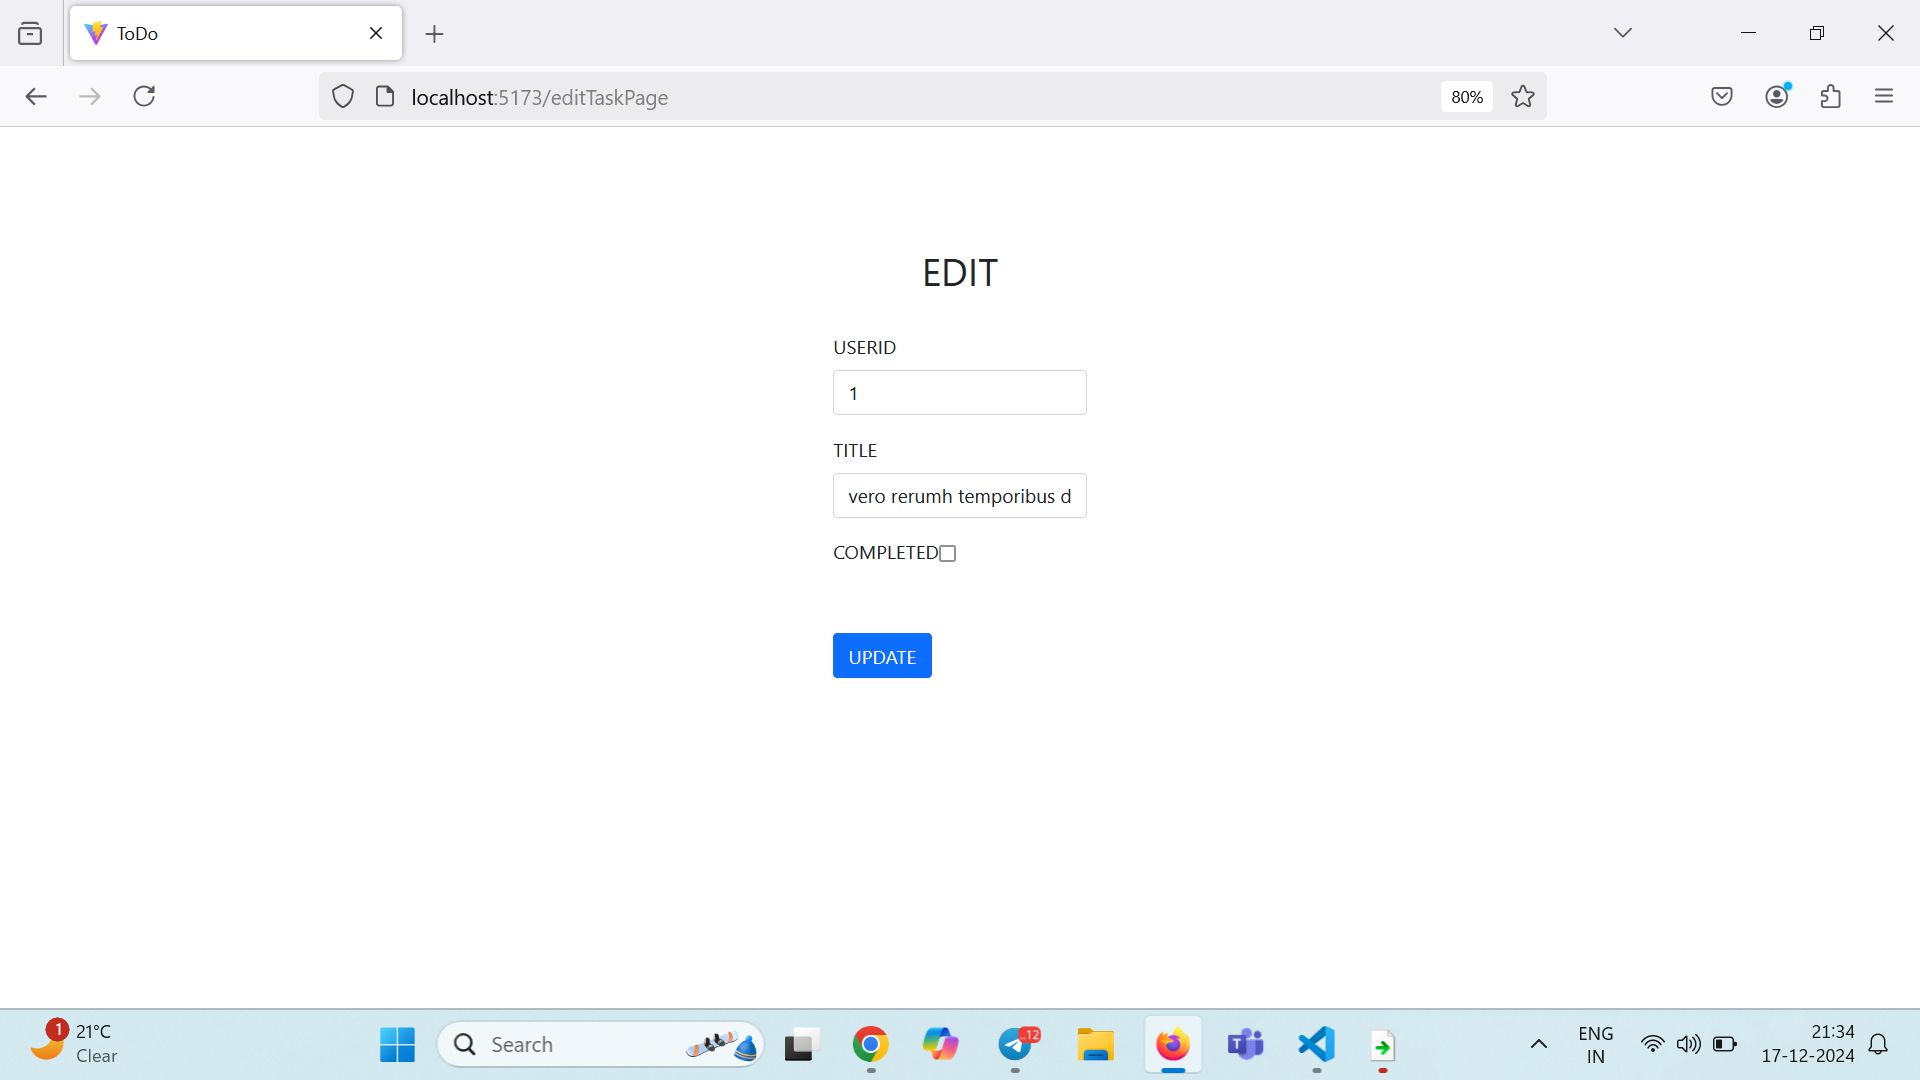 ToDo
localhost:5173/editTaskPage
80%
EDIT
USERID
1
TITLE
vero rerumh temporibus d
COMPLETED
UPDATE
1
21°C
Clear
Search
..12
T
ENG
IN
21:34
17-12-2024